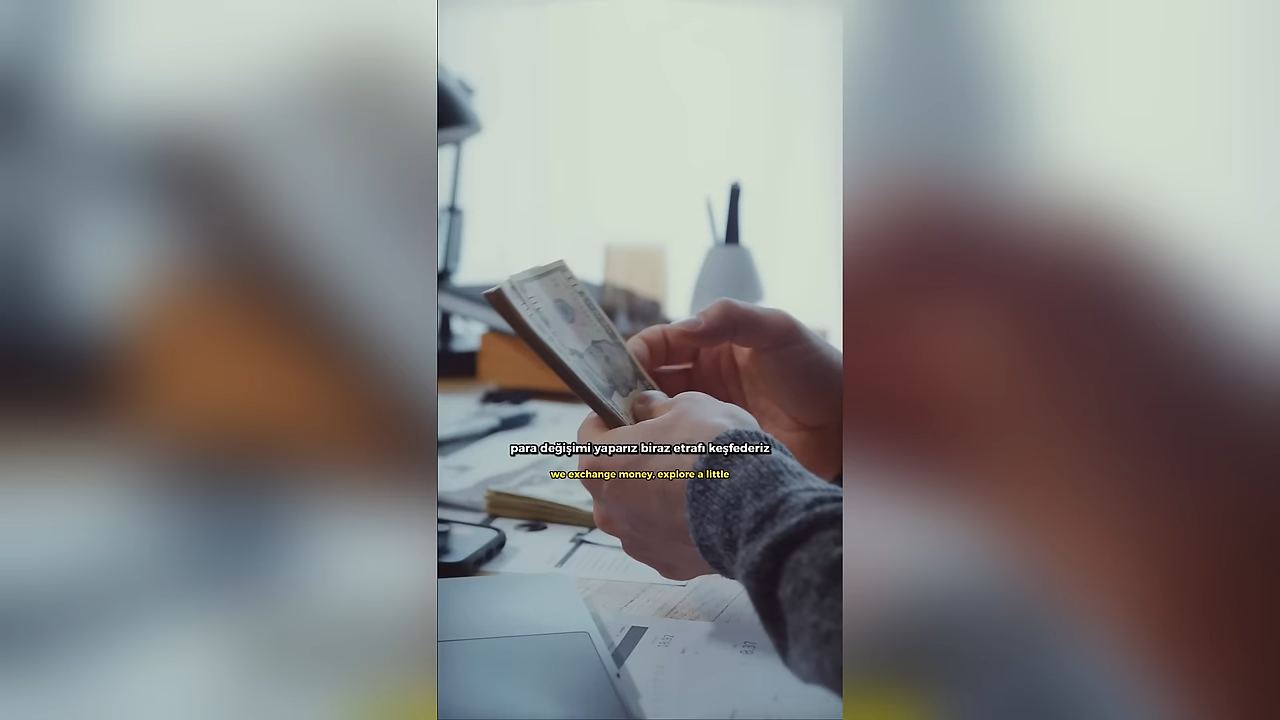 para değişimi yaparız biraz etrafı keşfederiz
we exchange money, explore a little